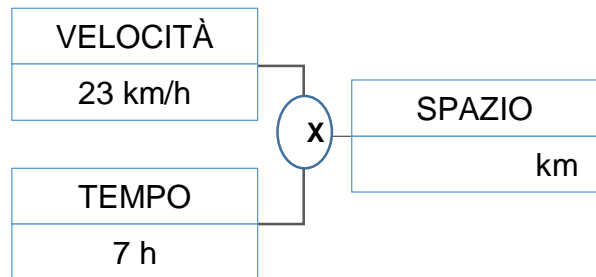 VELOCITÀ
23 km/h
X
SPAZIO
km
TEMPO
7 h